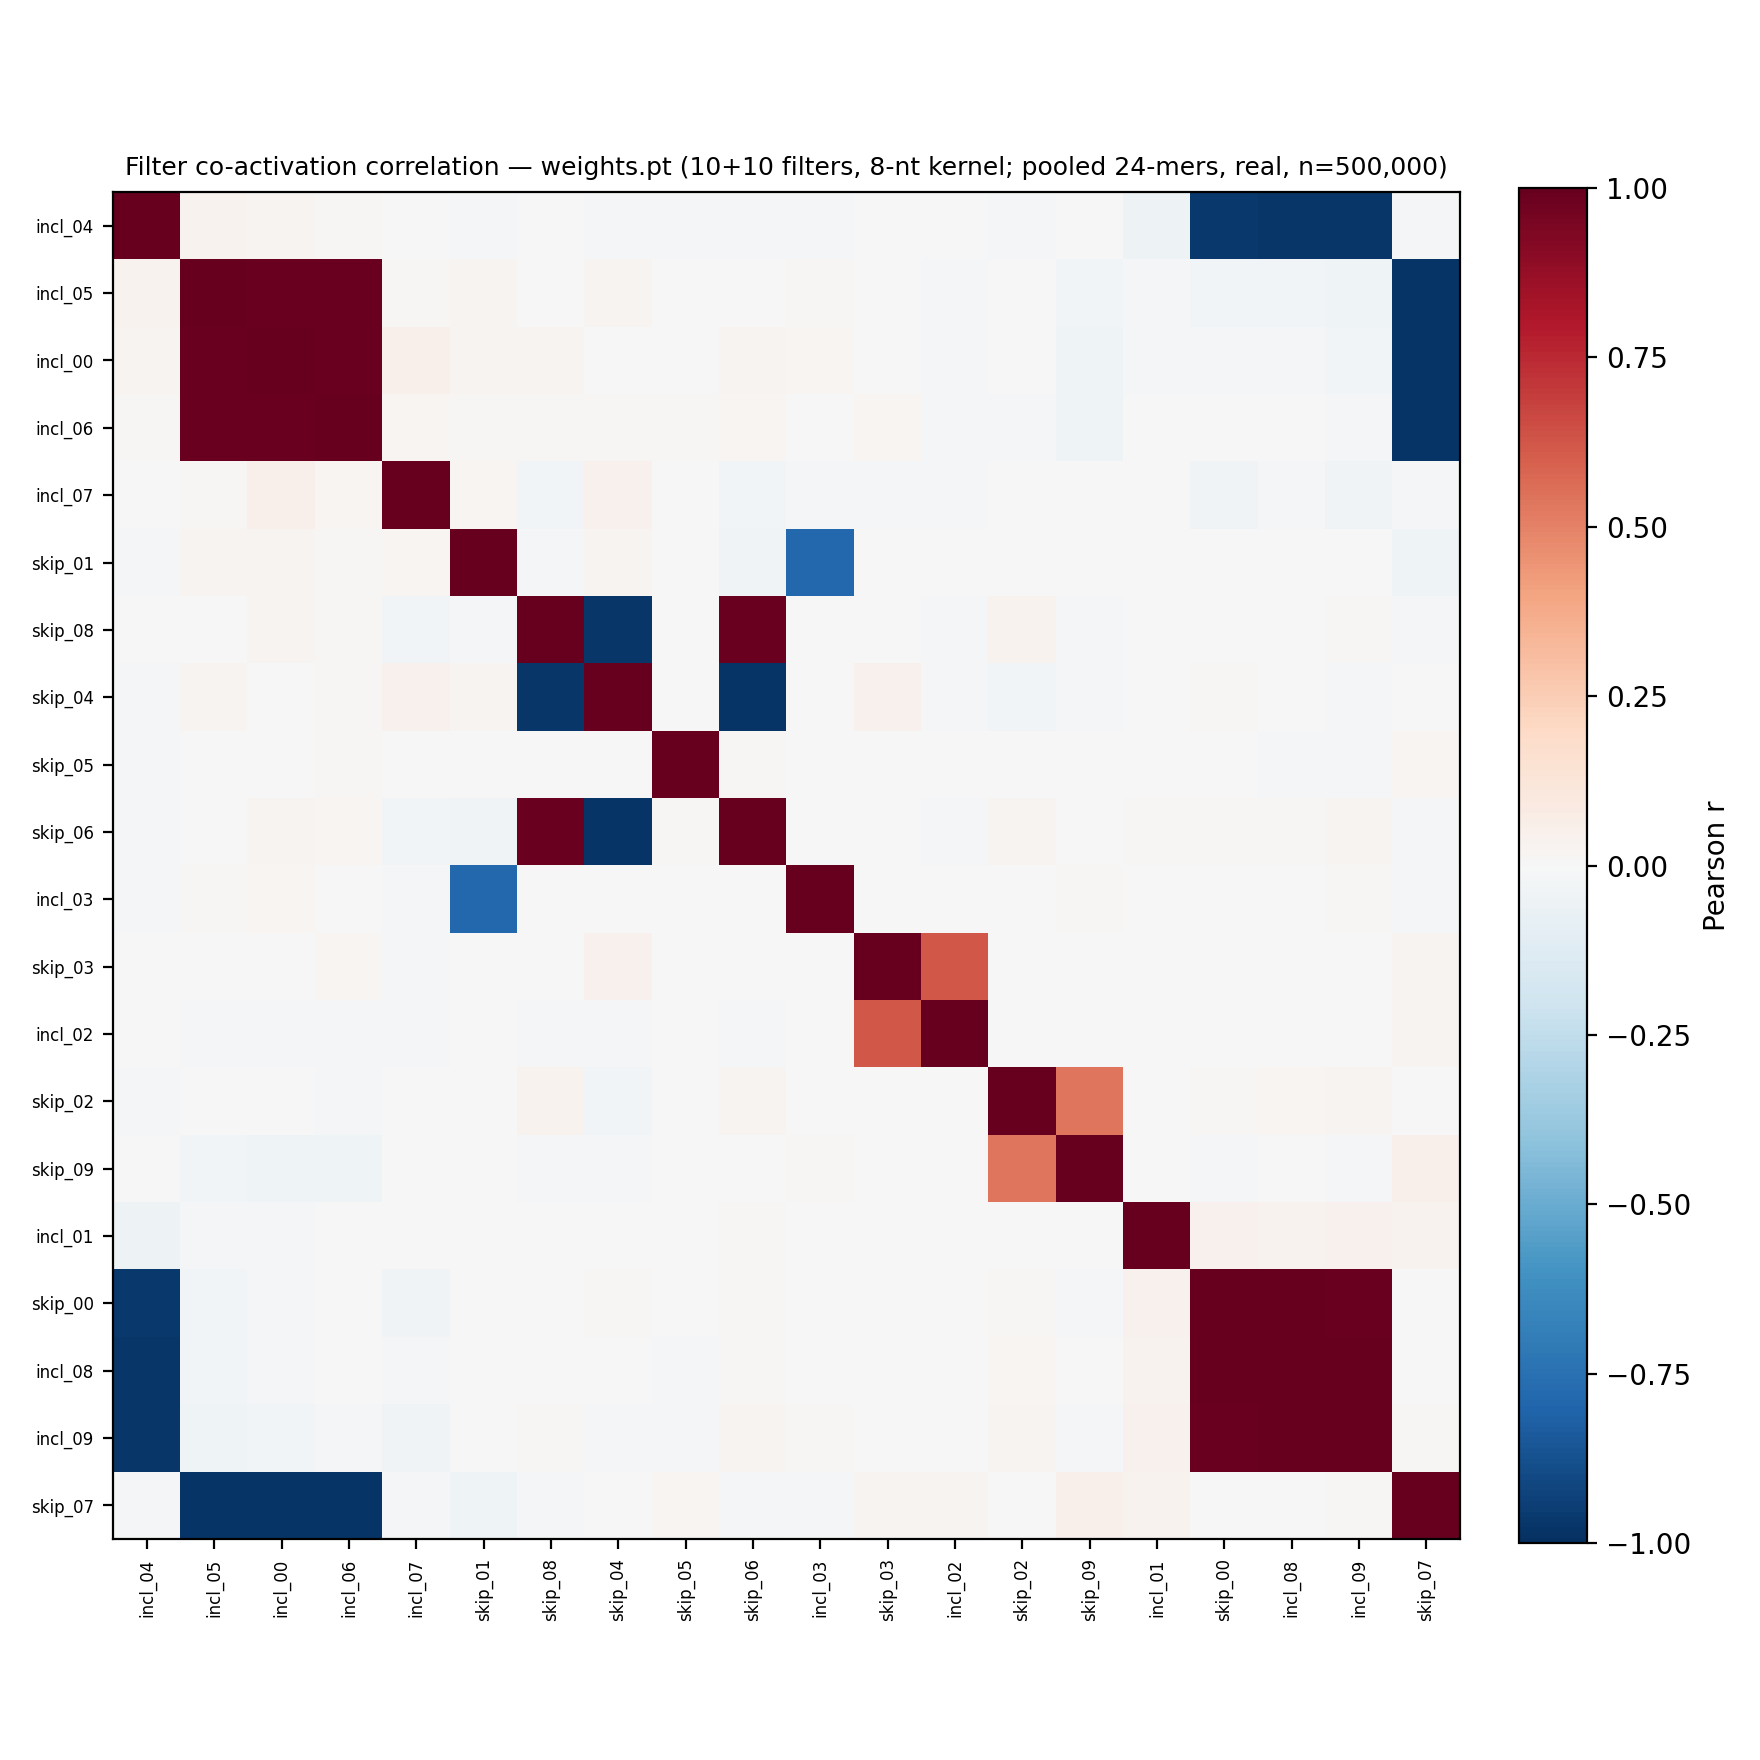 Filter co-activation correlation — weights.pt (10+10 filters, 8-nt kernel; pooled 24-mers, real, n=500,000)
incl_04
incl_05
incl_00
incl_06
incl_07
skip_01
skip_08
skip_04
skip_05
skip_06
incl_03
skip_03
incl_02
skip_02
skip_09
incl_01
skip_00
incl_08
incl_09
skip_07
incl_04
incl_05
incl_00
incl_06
incl_07
skip_01
skip_08
skip_04
skip_05
skip_06
incl_03
skip_03
incl_02
skip_02
skip_09
incl_01
skip_00
incl_08
incl_09
skip_07
1.00
0.75
0.50
0.25
0.00
−0.25
−0.50
−0.75
−1.00
Pearson r